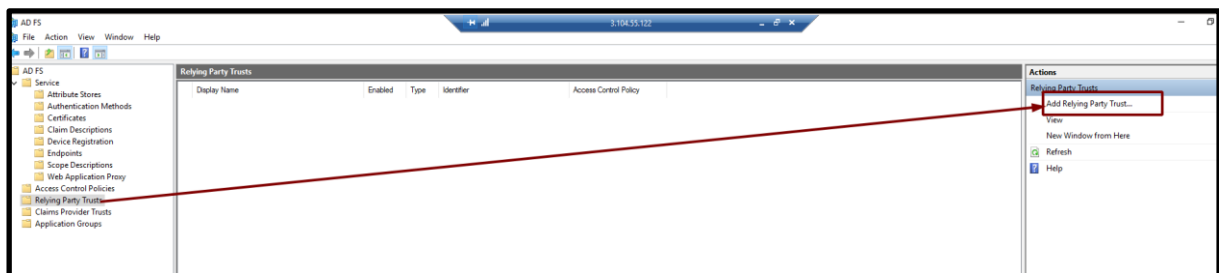 AD FS
3.104.55.122
File Action View Window Help
AD FS
Service
Attribute Stores
Authentication Methods
Certificates
Claim Descriptions
Device Registration
Endpoints
Scope Descriptions
Web Application Proxy
Access Control Policies
Relying Party Trusts
Claims Provider Trusts
Application Groups
Relying Party Trusts
Display Name Enabled Type Identifier Access Control Policy
Actions
Relying Party Trusts
Add Relying Party Trust...
View
New Window from Here
Refresh
Help